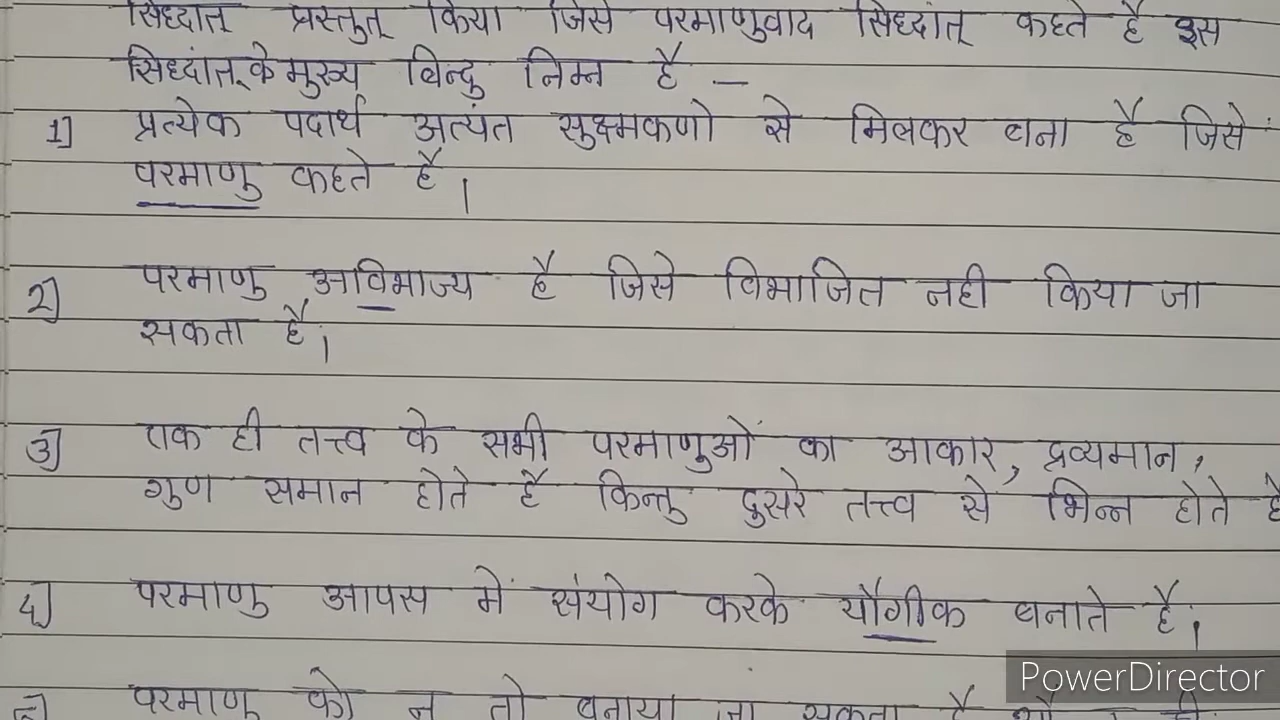 सिध्दांत् प्रस्तुत् किया जिसे परमाणुवाद सिध्दांत् कहते है इस
सिध्दांत् के मुख्य बिन्दु निम्न है –
1] प्रत्येक पदार्थ अत्यंत सुक्ष्मकणो से मिलकर बना है जिसे
परमाणु कहते है।
2] परमाणु अविभाज्य है जिसे विभाजित नही किया जा
सकता है।
3] एक ही तत्त्व के सभी परमाणुओं का आकार, द्रव्यमान,
गुण समान होते है किन्तु दुसरे तत्त्व से भिन्न होते है
4] परमाणु आपस में संयोग करके यौगीक बनाते है।
परमाणु को न तो बनाया जा सकता है
PowerDirector